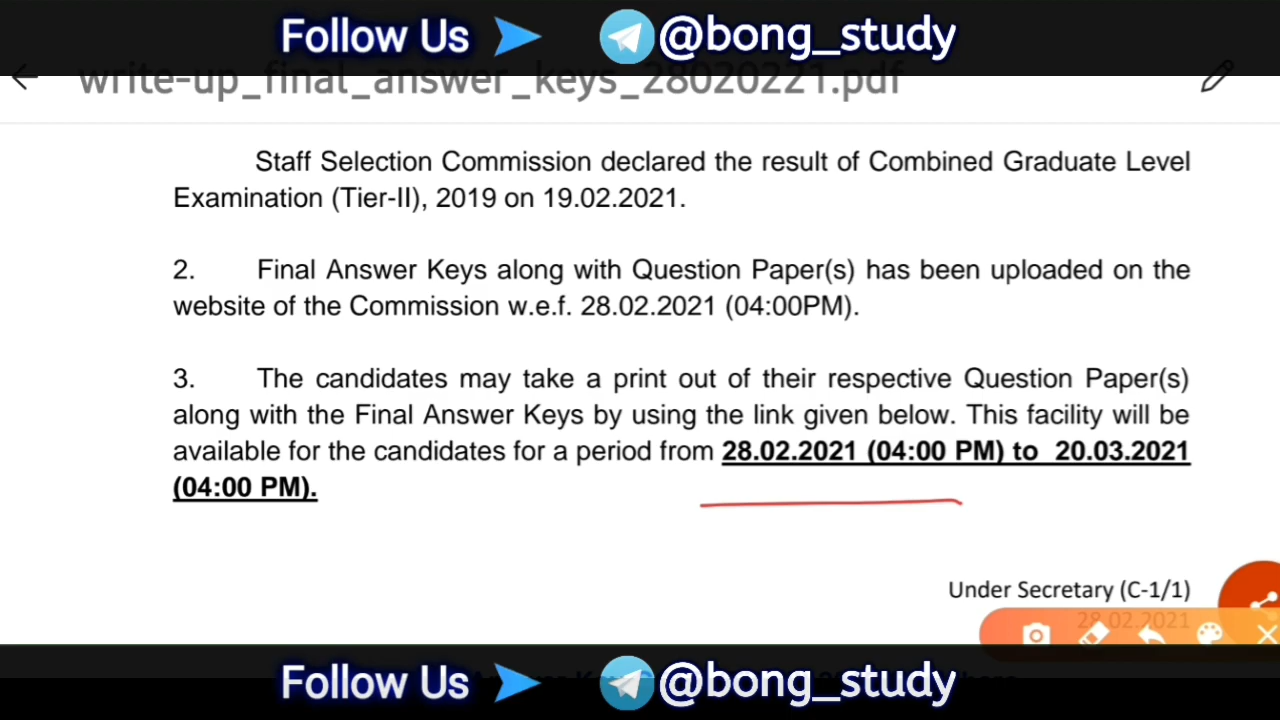 Follow Us @bong_study
write-up_final_answer_keys_28020221.pdf
Staff Selection Commission declared the result of Combined Graduate Level
Examination (Tier-II), 2019 on 19.02.2021.
2. Final Answer Keys along with Question Paper(s) has been uploaded on the
website of the Commission w.e.f. 28.02.2021 (04:00PM).
3. The candidates may take a print out of their respective Question Paper(s)
along with the Final Answer Keys by using the link given below. This facility will be
available for the candidates for a period from 28.02.2021 (04:00 PM) to 20.03.2021
(04:00 PM).
Under Secretary (C-1/1)
28.02.2021
Follow Us @bong_study